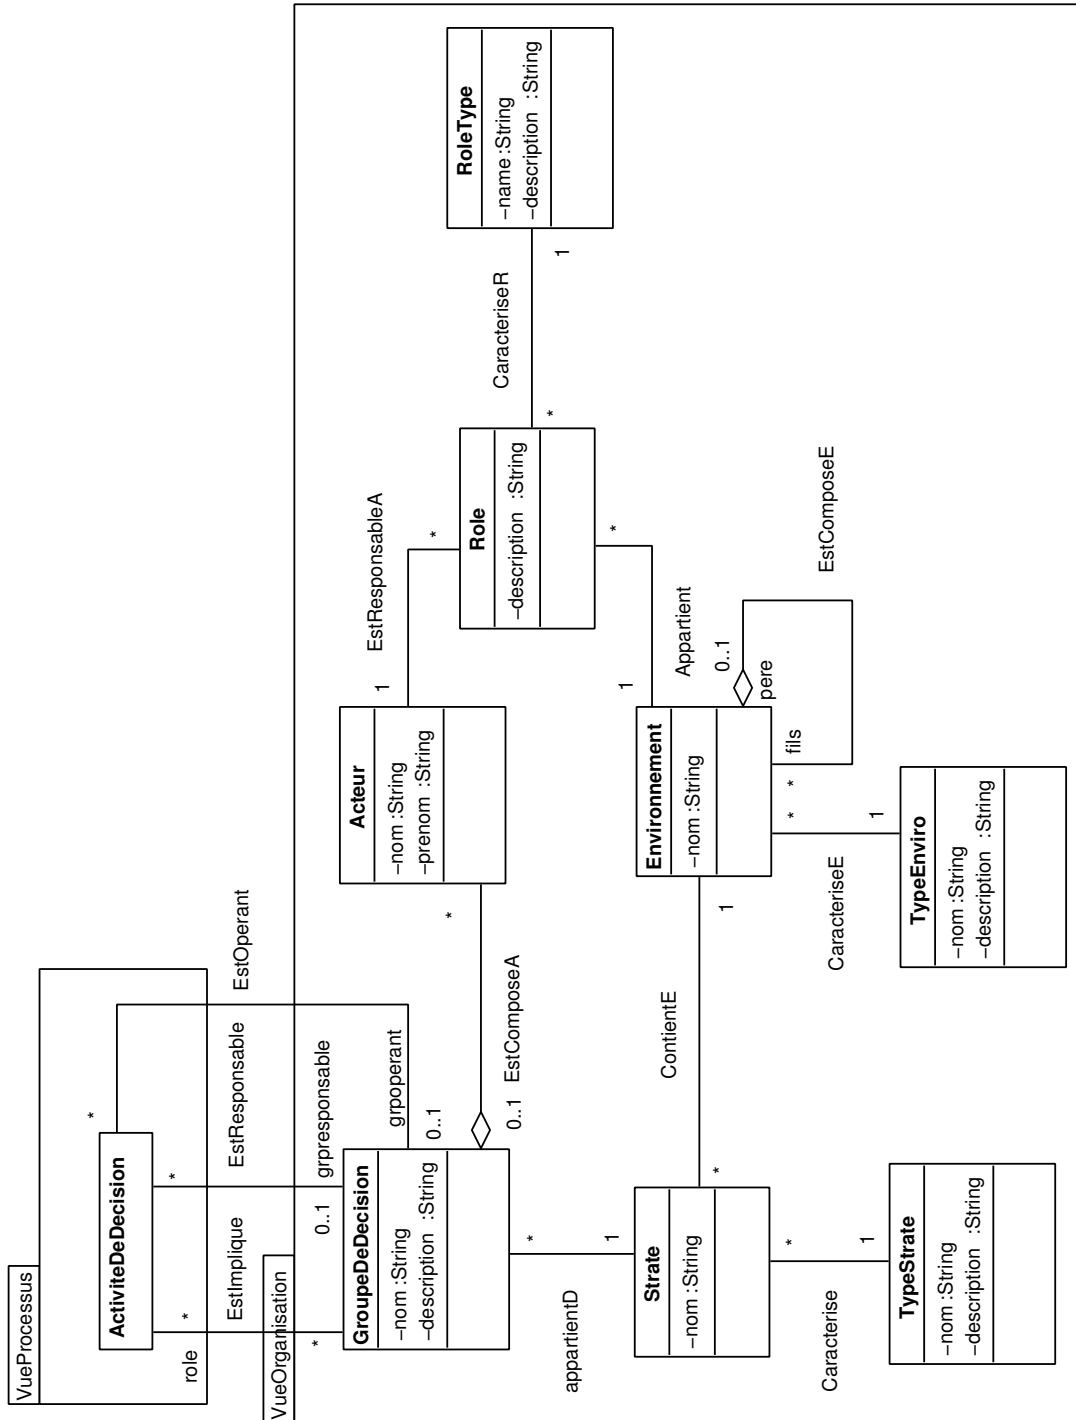 VueProcessus
ActiviteDeDecision
*
role
*
*
EstImplique
EstResponsable
EstOperant
VueOrganisation
*
0..1
grpresponsable
grpoperant
0..1
GroupeDeDecision
–nom :String
–description :String
0..1
EstComposeA
*
Acteur
–nom :String
–prenom :String
1
EstResponsableA
*
Role
–description :String
*
CaracteriseR
1
RoleType
–name :String
–description :String
*
appartientD
1
Strate
–nom :String
*
ContientE
1
Environnement
–nom :String
1
Appartient
*
0..1
pere
fils
*
EstComposeE
*
CaracteriseE
1
TypeEnviro
–nom :String
–description :String
*
Caracterise
1
TypeStrate
–nom :String
–description :String